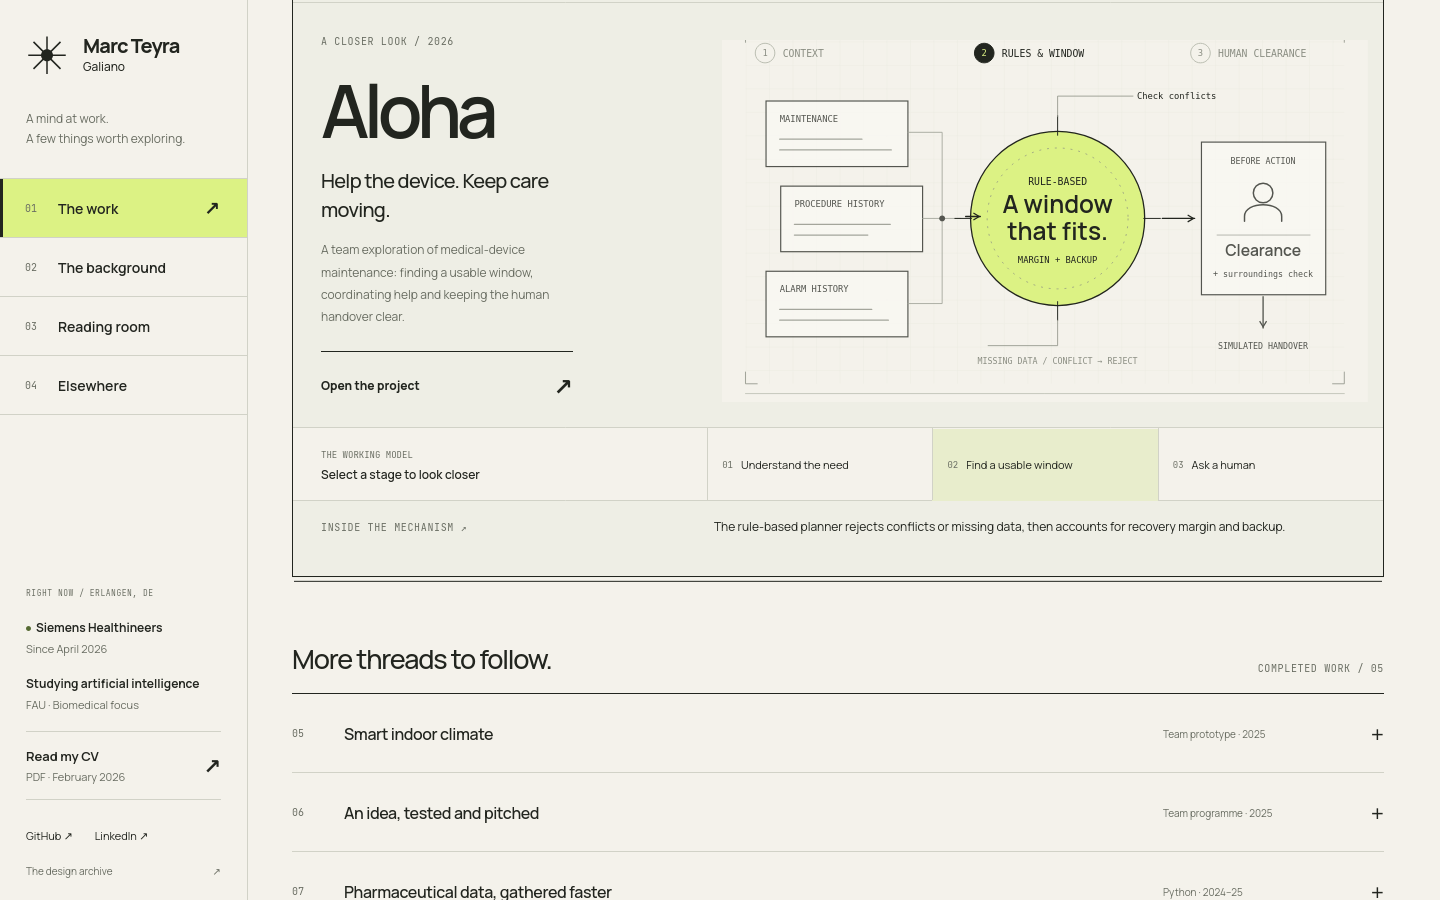 Marc Teyra
Galiano
A mind at work.
A few things worth exploring.
01 The work ↗
02 The background
03 Reading room
04 Elsewhere
RIGHT NOW / ERLANGEN, DE
Siemens Healthineers
Since April 2026
Studying artificial intelligence
FAU · Biomedical focus
Read my CV ↗
PDF · February 2026
GitHub ↗ LinkedIn ↗
The design archive ↗
A CLOSER LOOK / 2026
Aloha
Help the device. Keep care
moving.
A team exploration of medical-device
maintenance: finding a usable window,
coordinating help and keeping the human
handover clear.
Open the project ↗
1 CONTEXT
2 RULES & WINDOW
3 HUMAN CLEARANCE
MAINTENANCE
PROCEDURE HISTORY
ALARM HISTORY
Check conflicts
RULE-BASED
A window
that fits.
MARGIN + BACKUP
MISSING DATA / CONFLICT → REJECT
BEFORE ACTION
Clearance
+ surroundings check
SIMULATED HANDOVER
THE WORKING MODEL
Select a stage to look closer
01 Understand the need
02 Find a usable window
03 Ask a human
INSIDE THE MECHANISM ↗
The rule-based planner rejects conflicts or missing data, then accounts for recovery margin and backup.
More threads to follow.
COMPLETED WORK / 05
05 Smart indoor climate Team prototype · 2025 +
06 An idea, tested and pitched Team programme · 2025 +
07 Pharmaceutical data, gathered faster Python · 2024–25 +